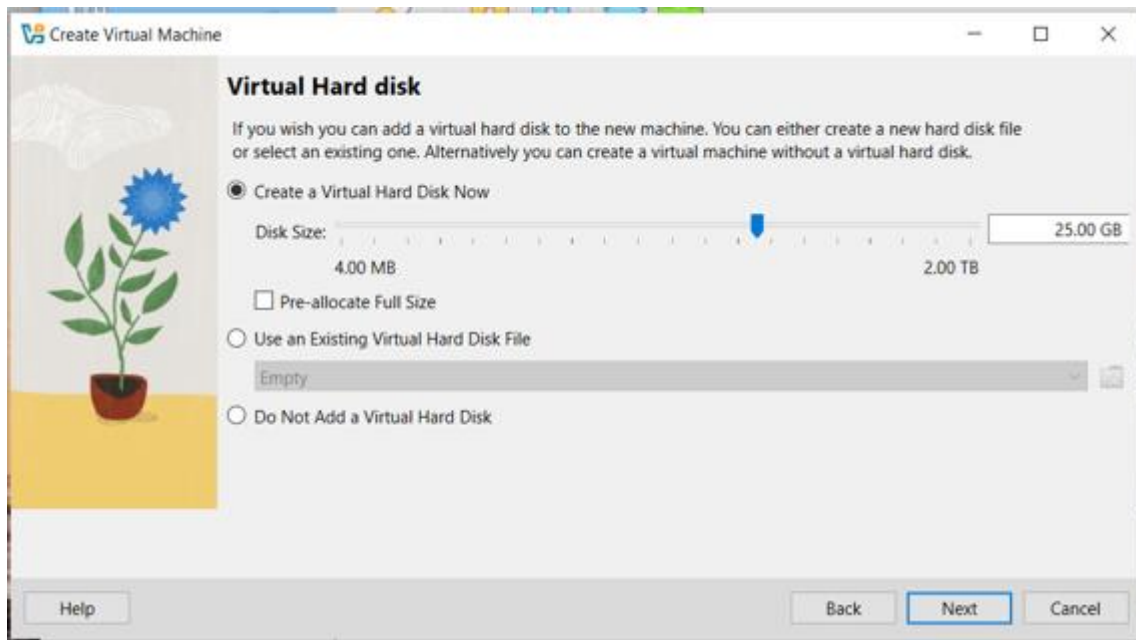 Create Virtual Machine
Virtual Hard disk
If you wish you can add a virtual hard disk to the new machine. You can either create a new hard disk file
or select an existing one. Alternatively you can create a virtual machine without a virtual hard disk.
Create a Virtual Hard Disk Now
Disk Size: 25.00 GB
4.00 MB 2.00 TB
Pre-allocate Full Size
Use an Existing Virtual Hard Disk File
Empty
Do Not Add a Virtual Hard Disk
Help Back Next Cancel